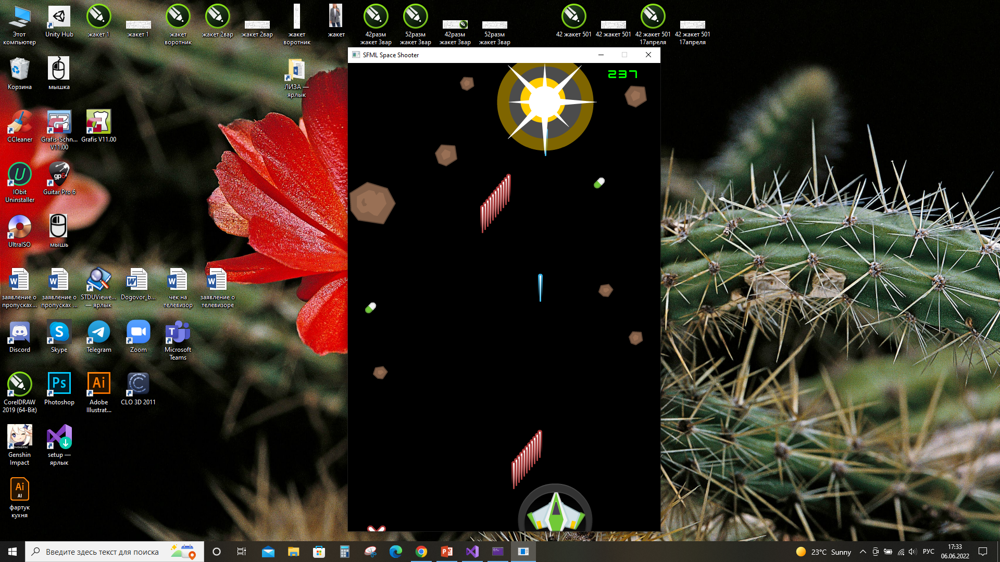 Этот
компьютер
Unity Hub
жакет 1
жакет 1
жакет
воротник
жакет 2вар
жакет 2вар
жакет
воротник
жакет
42разм
жакет 3вар
52разм
жакет 3вар
42разм
жакет 3вар
52разм
жакет 3вар
42 жакет 501
42 жакет 501
42 жакет 501
17апреля
42 жакет 501
17апреля
SFML Space Shooter
237
Корзина
мышка
ЛИЗА —
ярлык
CCleaner
Grafis-Schn...
V11.00
Grafis V11.00
IObit
Uninstaller
gp6
Guitar Pro 6
UltraISO
мышь
заявление о
пропусках...
заявление о
пропусках ...
STDUViewe...
— ярлык
Dogovor_b...
чек на
телевизор
заявление о
телевизоре
Discord
Skype
Telegram
Zoom
Microsoft
Teams
CorelDRAW
2019 (64-Bit)
Ps
Photoshop
Ai
Adobe
Illustrat...
CLO 3D 2011
Genshin
Impact
setup —
ярлык
Ai
AI
фартук
кухня
Введите здесь текст для поиска
23°C Sunny
РУС
17:33
06.06.2022